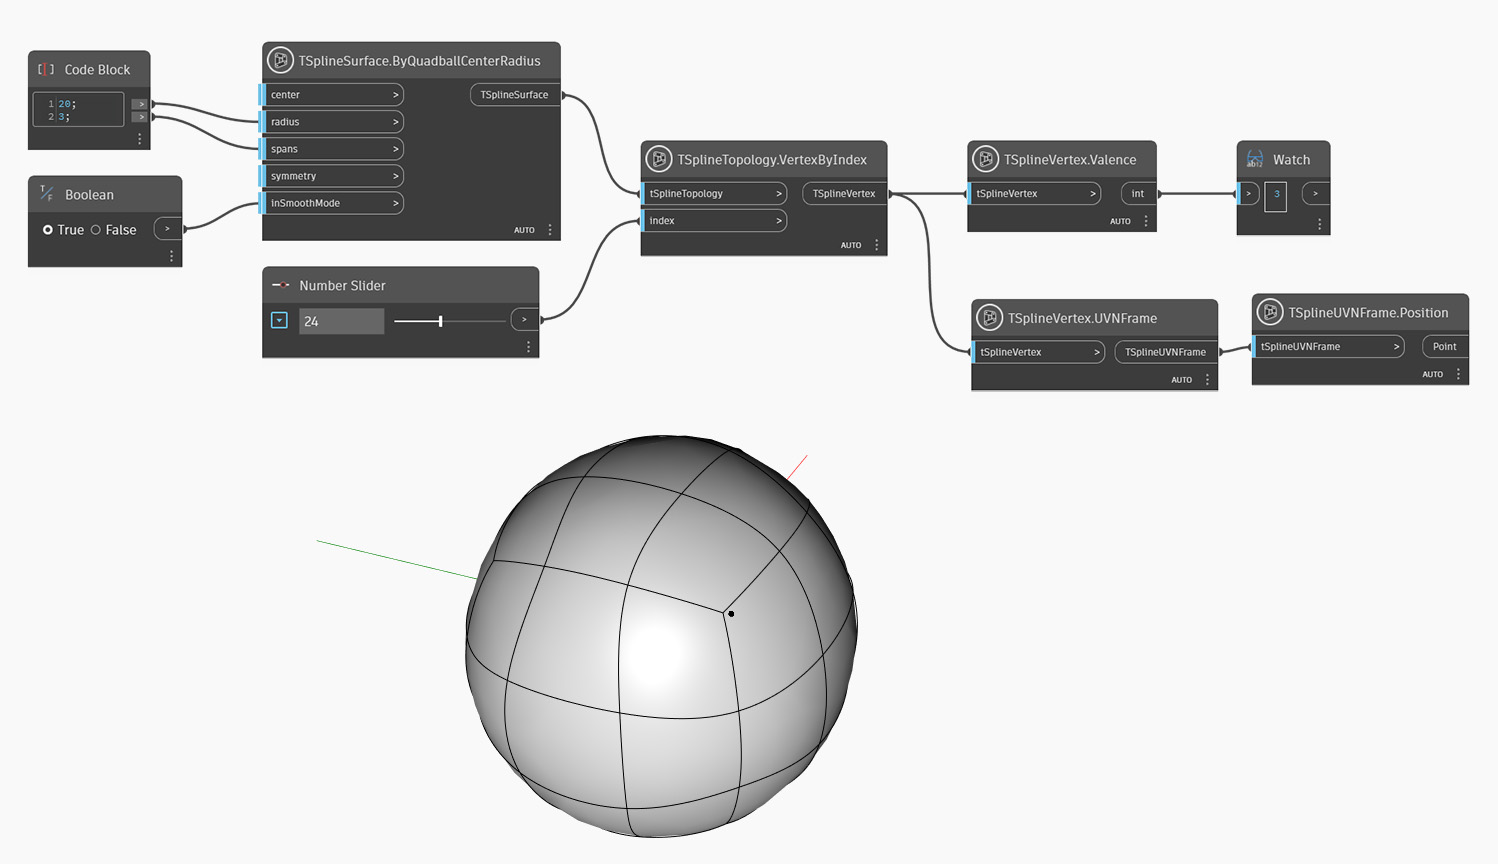 Code Block
1 20;
2 3;
>
>
Boolean
True False
>
TSplineSurface.ByQuadballCenterRadius
center >
TSplineSurface
radius >
spans >
symmetry >
inSmoothMode >
AUTO
Number Slider
24
>
TSplineTopology.VertexByIndex
tSplineTopology >
TSplineVertex
index >
AUTO
TSplineVertex.Valence
tSplineVertex >
int
AUTO
Watch
> 3 >
TSplineVertex.UVNFrame
tSplineVertex >
TSplineUVNFrame
AUTO
TSplineUVNFrame.Position
tSplineUVNFrame >
Point
AUTO